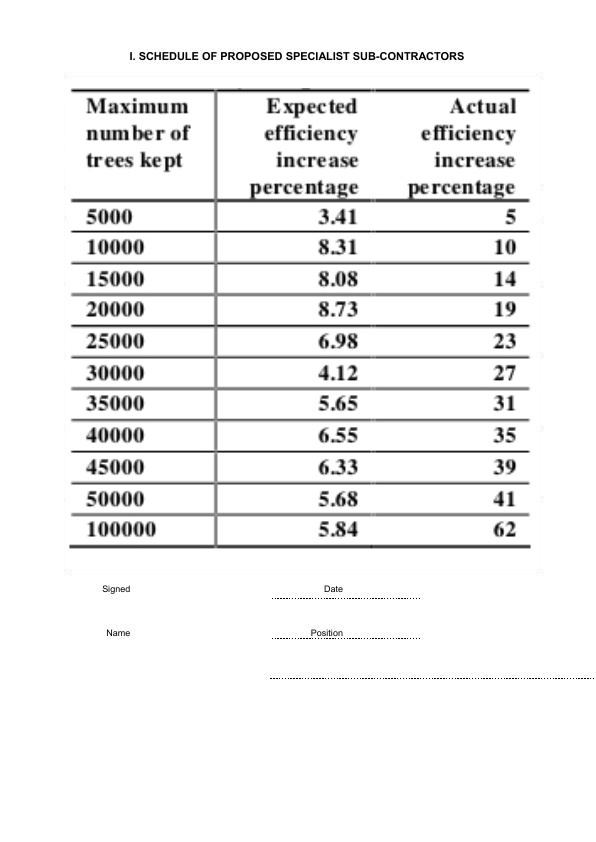 I. SCHEDULE OF PROPOSED SPECIALIST SUB-CONTRACTORS
Maximum number of trees kept Expected efficiency increase percentage Actual efficiency increase percentage
5000 3.41 5
10000 8.31 10
15000 8.08 14
20000 8.73 19
25000 6.98 23
30000 4.12 27
35000 5.65 31
40000 6.55 35
45000 6.33 39
50000 5.68 41
100000 5.84 62
Signed Date
Name Position